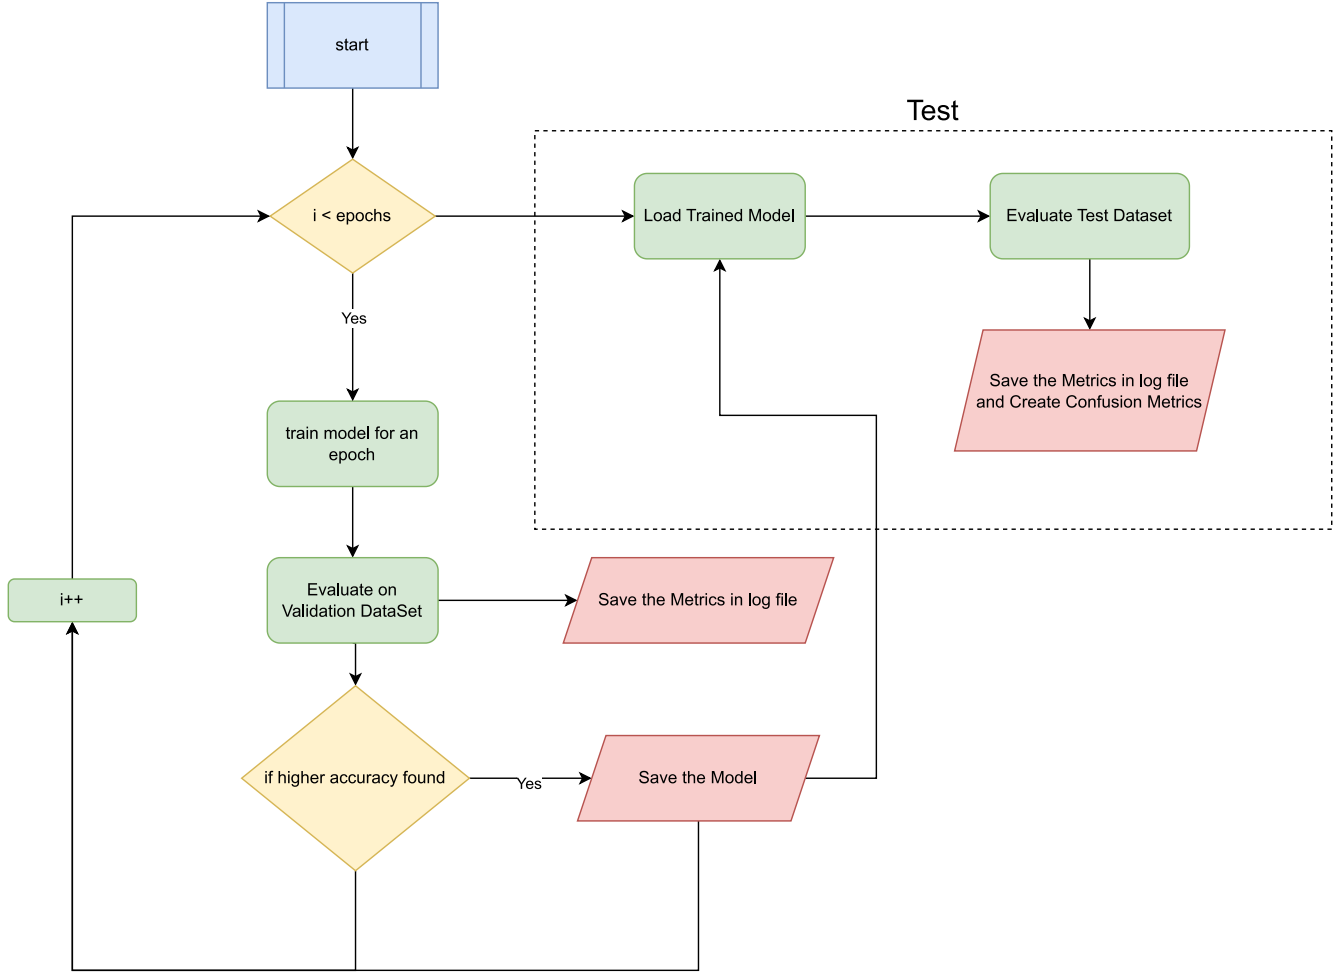 start
Test
i < epochs
Load Trained Model
Evaluate Test Dataset
Yes
Save the Metrics in log file
and Create Confusion Metrics
train model for an
epoch
Evaluate on
Validation DataSet
Save the Metrics in log file
i++
if higher accuracy found
Yes
Save the Model